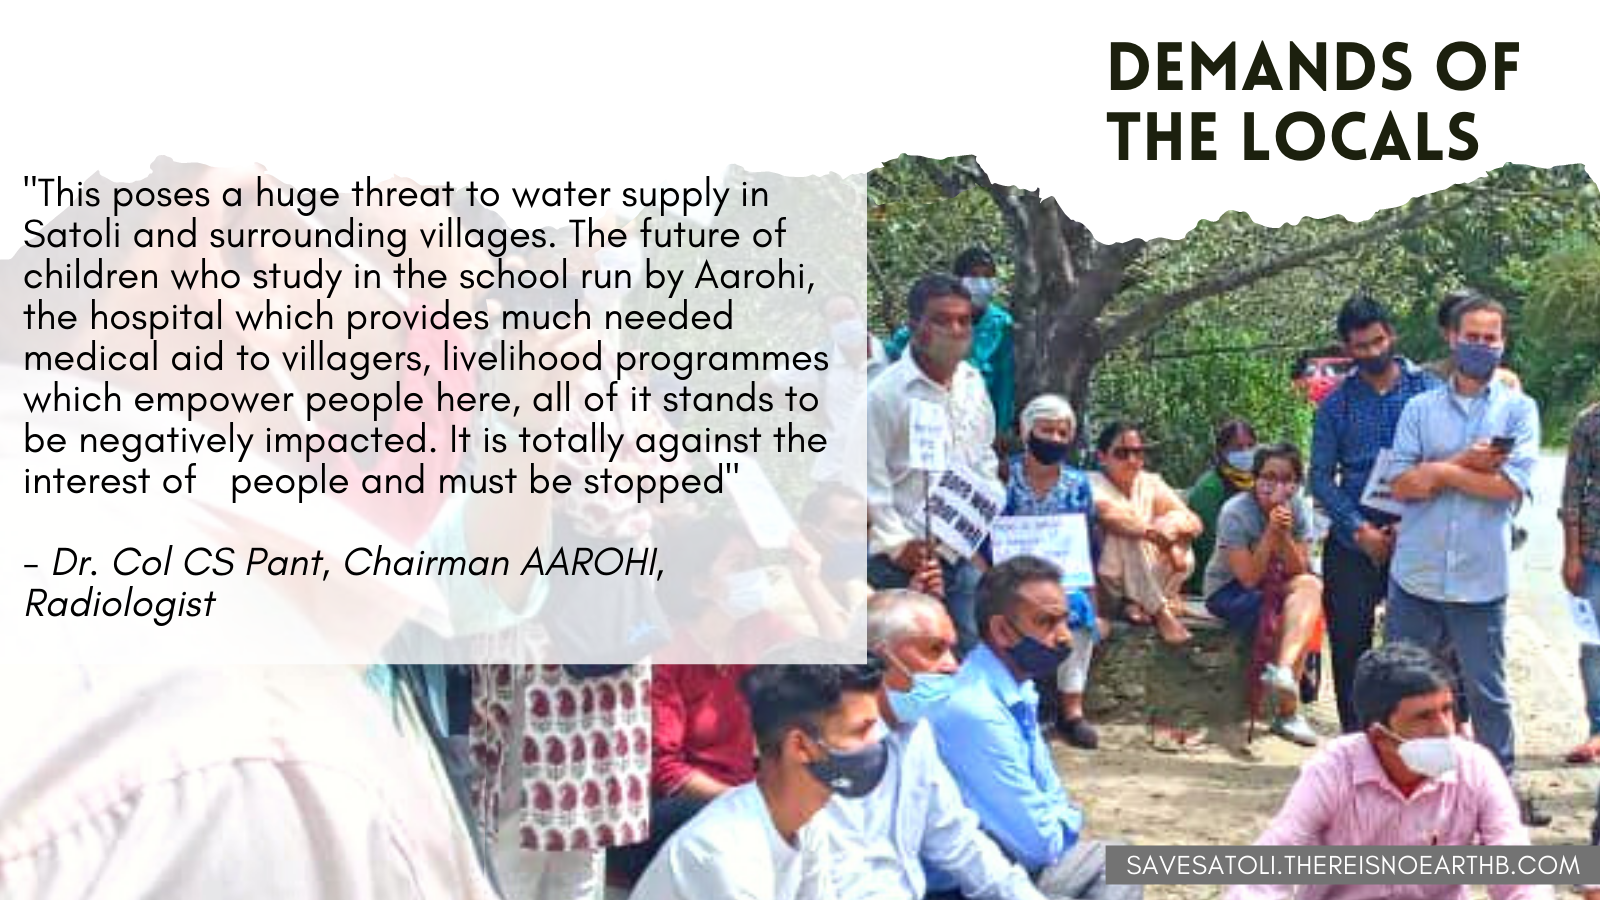 DEMANDS OF
THE LOCALS
"This poses a huge threat to water supply in
Satoli and surrounding villages. The future of
children who study in the school run by Aarohi,
the hospital which provides much needed
medical aid to villagers, livelihood programmes
which empower people here, all of it stands to
be negatively impacted. It is totally against the
interest of   people and must be stopped"
- Dr. Col CS Pant, Chairman AAROHI,
Radiologist
SAVESATOLI.THEREISNOEARTHB.COM